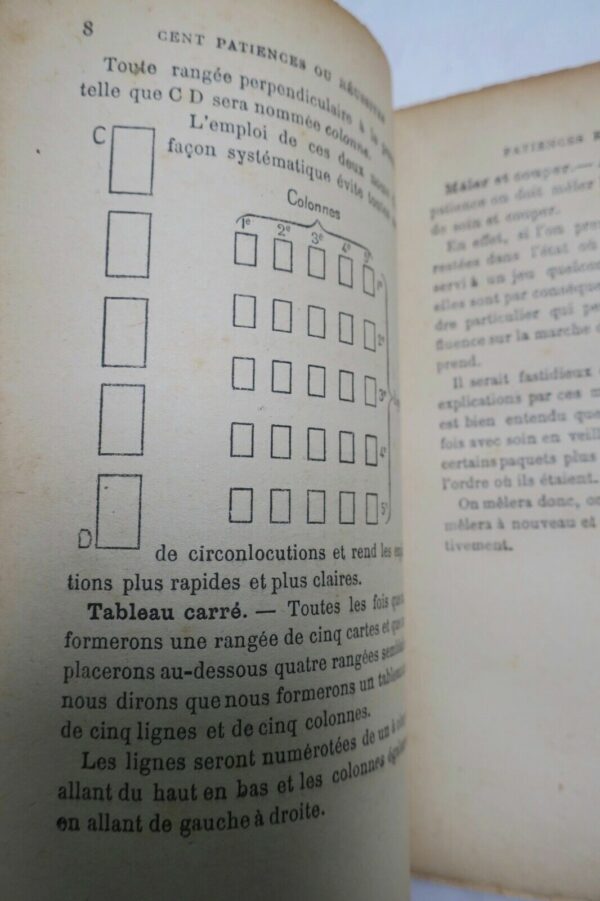 8 CENT PATIENCES OU RÉUSSITES
Toute rangée perpendiculaire à la
telle que C D sera nommée colonne.
L'emploi de ces deux
façon systématique évite toutes
C
Colonnes
1e 2e 3e 4e 5e
1e
2e
3e
4e
5e
D
de circonlocutions et rend les
tions plus rapides et plus claires.
Tableau carré. — Toutes les fois que
formerons une rangée de cinq cartes et que
placerons au-dessous quatre rangées
nous dirons que nous formerons un tableau
de cinq lignes et de cinq colonnes.
Les lignes seront numérotées de un à
allant du haut en bas et les colonnes
en allant de gauche à droite.
PATIENCES
Mêler et couper. —
patience on doit mêler
de soin et couper.
En effet, si l'on
restées dans l'état où
servi à un jeu
elles sont par
dre particulier qui
fluence sur la marche
prend.
Il serait fastidieux
explications par ces
est bien entendu que
fois avec soin en
certains paquets plus
l'ordre où ils étaient.
On mêlera donc, on
mêlera à nouveau et
tivement.